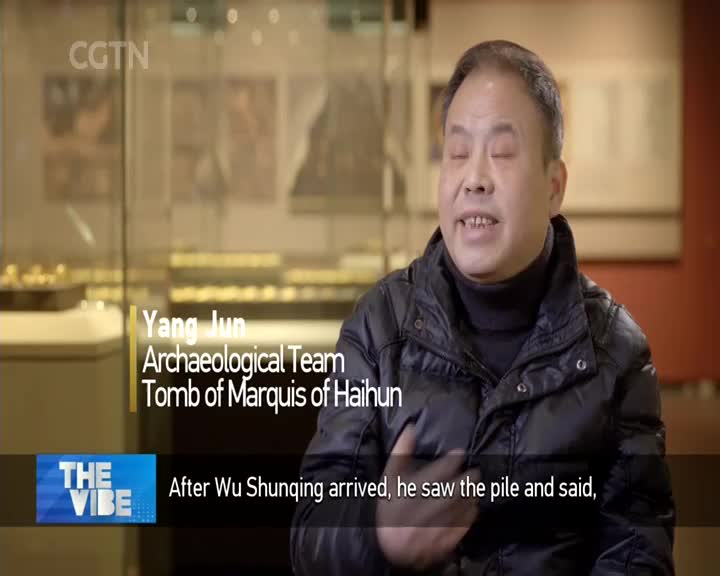 CGTN
Yang Jun
Archaeological Team
Tomb of Marquis of Haihun
THE
VIBE
After Wu Shunqing arrived, he saw the pile and said,